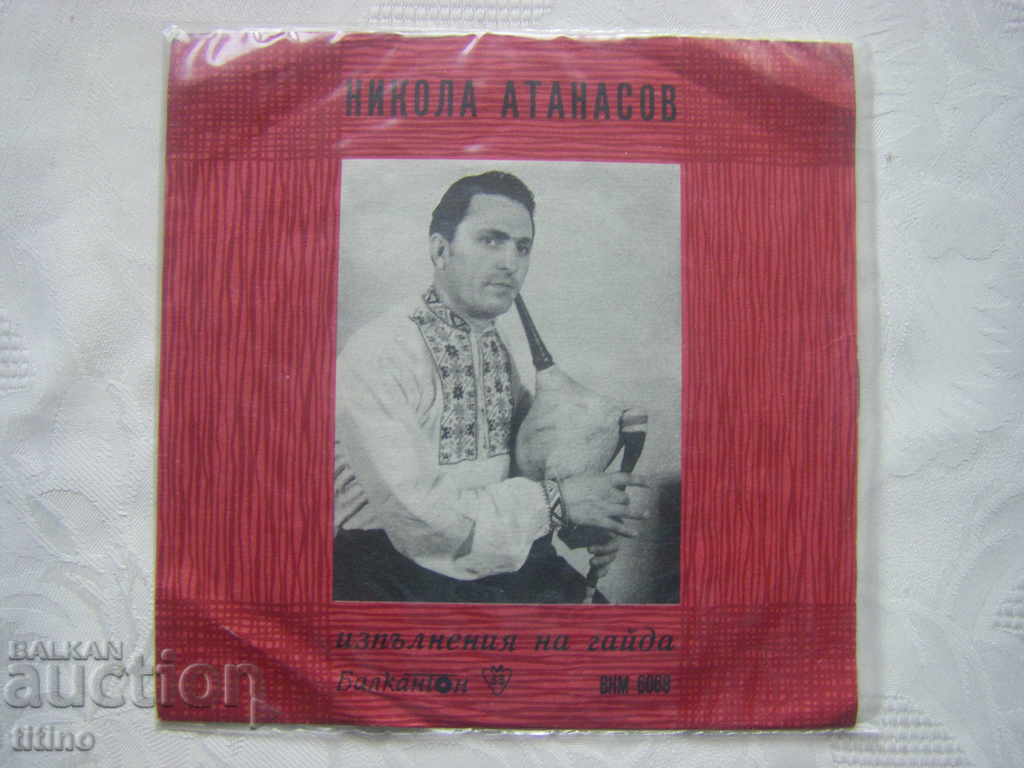 НИКОЛА АТАНАСОВ
изпълнения на гайда
Балкантон
ВНМ 6068
BALKAN
auction
titino